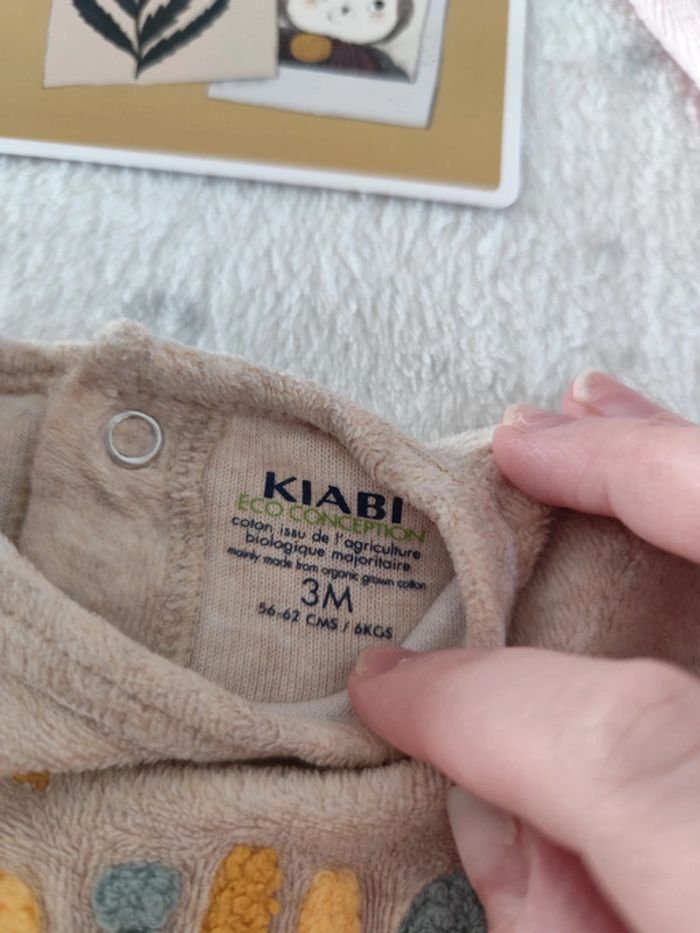 KIABI
ECO CONCEPTION
coton issu de l'agriculture
biologique majoritaire
mainly made from organic grown cotton
3M
56-62 CMS / 6KGS